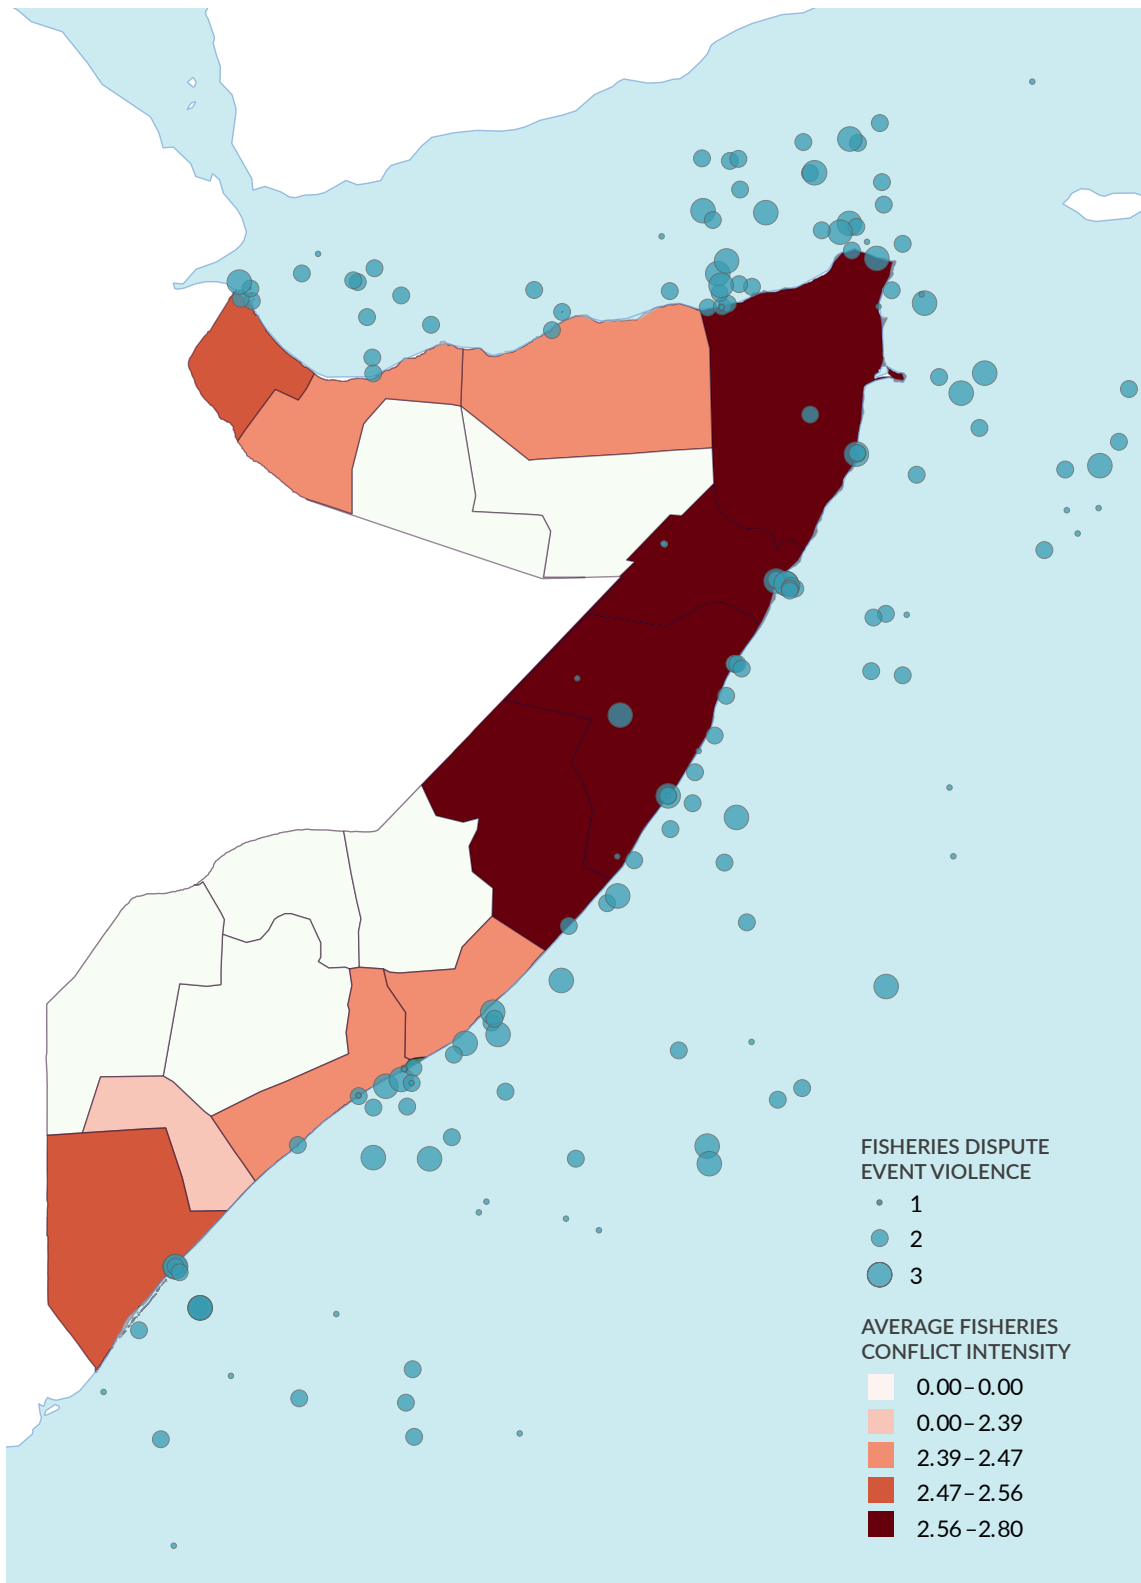 FISHERIES DISPUTE
EVENT VIOLENCE
1
2
3
AVERAGE FISHERIES
CONFLICT INTENSITY
0.00–0.00
0.00–2.39
2.39–2.47
2.47–2.56
2.56–2.80